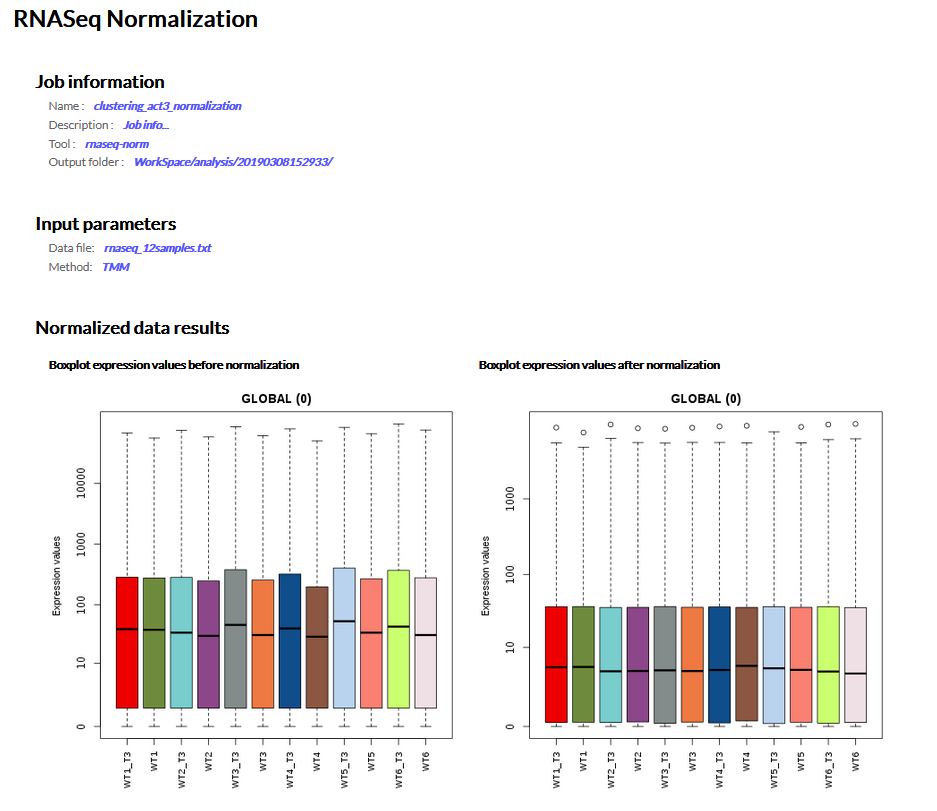 RNASeq Normalization
Job information
Name : clustering_act3_normalization
Description : Job info...
Tool : rnaseq-norm
Output folder : WorkSpace/analysis/20190308152933/
Input parameters
Data file: rnaseq_12samples.txt
Method: TMM
Normalized data results
Boxplot expression values before normalization
GLOBAL (0)
Expression values
10000
1000
100
10
0
WT1_T3 WT1 WT2_T3 WT2 WT3_T3 WT3 WT4_T3 WT4 WT5_T3 WT5 WT6_T3 WT6
Boxplot expression values after normalization
GLOBAL (0)
Expression values
1000
100
10
0
WT1_T3 WT1 WT2_T3 WT2 WT3_T3 WT3 WT4_T3 WT4 WT5_T3 WT5 WT6_T3 WT6